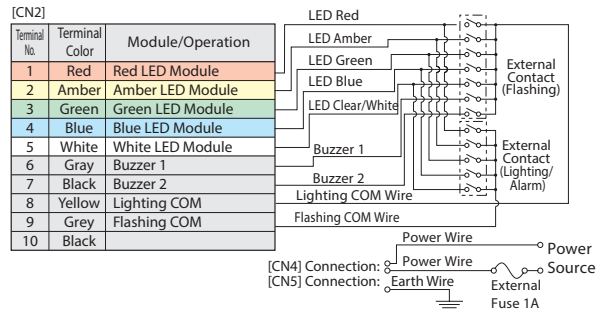 [CN2]
Terminal No. Terminal Color Module/Operation
1 Red Red LED Module
2 Amber Amber LED Module
3 Green Green LED Module
4 Blue Blue LED Module
5 White White LED Module
6 Gray Buzzer 1
7 Black Buzzer 2
8 Yellow Lighting COM
9 Grey Flashing COM
10 Black
LED Red
LED Amber
LED Green
LED Blue
LED Clear/White
Buzzer 1
Buzzer 2
Lighting COM Wire
Flashing COM Wire
External
Contact
(Flashing)
External
Contact
(Lighting/
Alarm)
Power Wire
Power
[CN4] Connection: Power Wire
Source
[CN5] Connection: Earth Wire
External
Fuse 1A